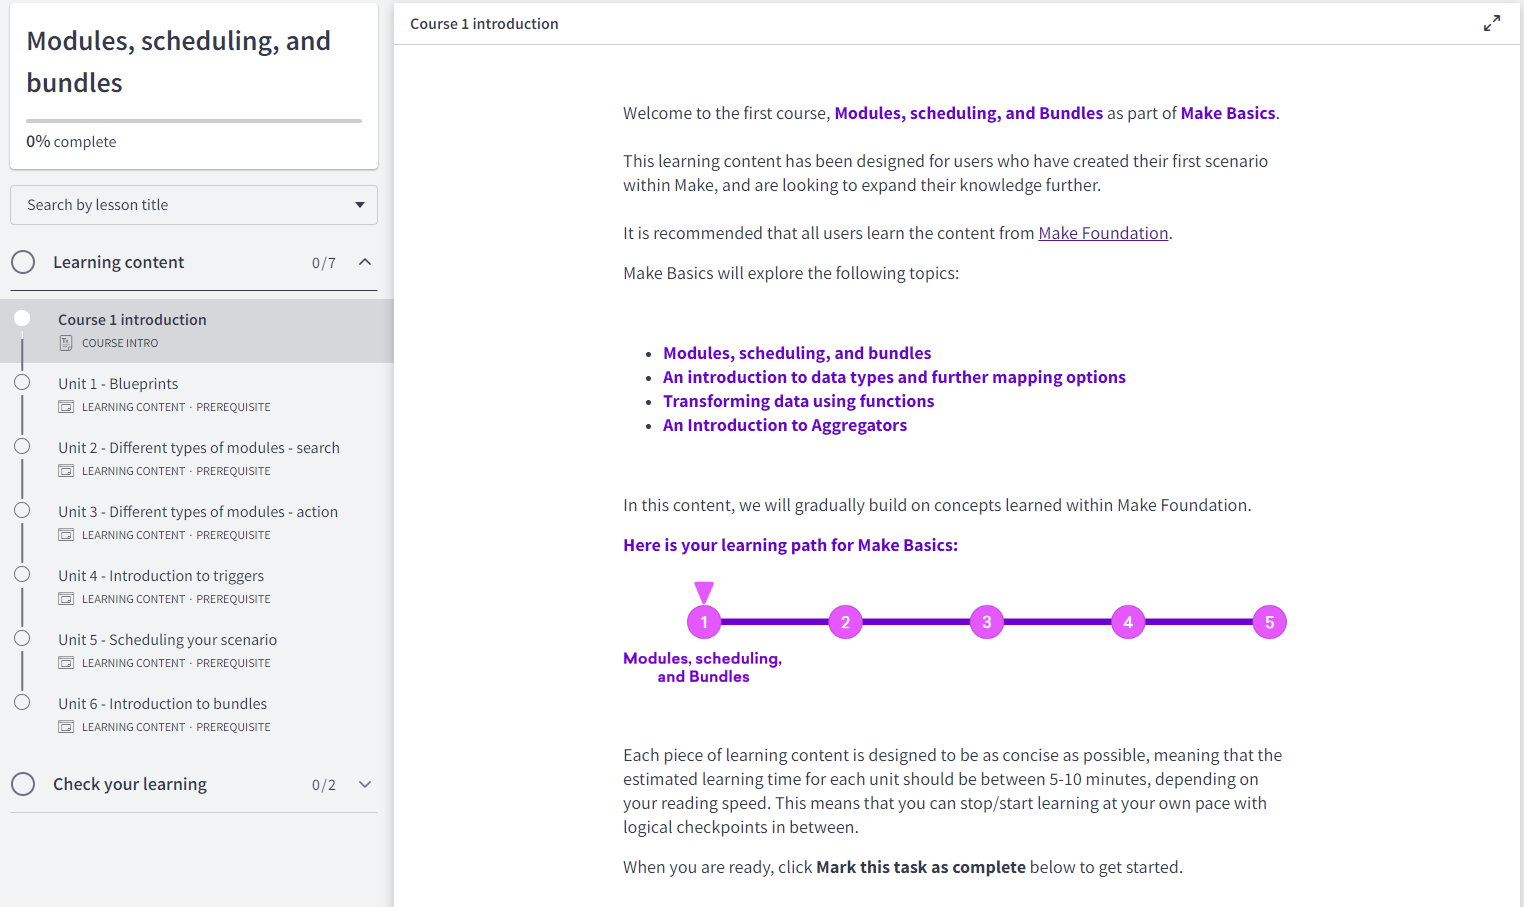 Modules, scheduling, and
bundles
0% complete
Search by lesson title
Learning content 0/7
Course 1 introduction
COURSE INTRO
Unit 1 - Blueprints
LEARNING CONTENT · PREREQUISITE
Unit 2 - Different types of modules - search
LEARNING CONTENT · PREREQUISITE
Unit 3 - Different types of modules - action
LEARNING CONTENT · PREREQUISITE
Unit 4 - Introduction to triggers
LEARNING CONTENT · PREREQUISITE
Unit 5 - Scheduling your scenario
LEARNING CONTENT · PREREQUISITE
Unit 6 - Introduction to bundles
LEARNING CONTENT · PREREQUISITE
Check your learning 0/2
Course 1 introduction
Welcome to the first course, Modules, scheduling, and Bundles as part of Make Basics.
This learning content has been designed for users who have created their first scenario
within Make, and are looking to expand their knowledge further.
It is recommended that all users learn the content from Make Foundation.
Make Basics will explore the following topics:
• Modules, scheduling, and bundles
• An introduction to data types and further mapping options
• Transforming data using functions
• An Introduction to Aggregators
In this content, we will gradually build on concepts learned within Make Foundation.
Here is your learning path for Make Basics:
1 2 3 4 5
Modules, scheduling,
and Bundles
Each piece of learning content is designed to be as concise as possible, meaning that the
estimated learning time for each unit should be between 5-10 minutes, depending on
your reading speed. This means that you can stop/start learning at your own pace with
logical checkpoints in between.
When you are ready, click Mark this task as complete below to get started.